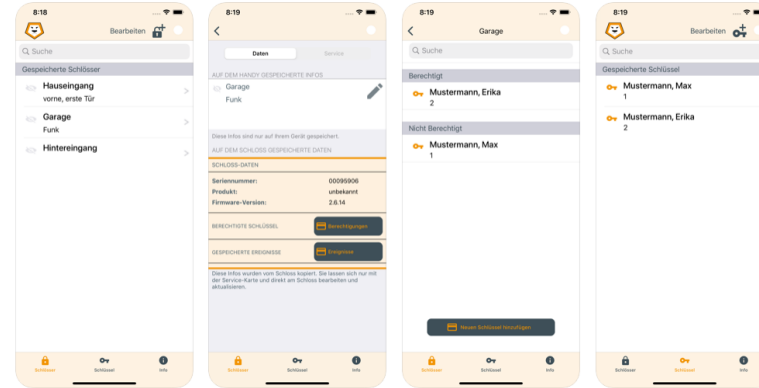 8:18
Bearbeiten
Suche
Gespeicherte Schlösser
Hauseingang
vorne, erste Tür
Garage
Funk
Hintereingang
Schlösser
Schlüssel
Info
8:19
Daten
Service
AUF DEM HANDY GESPEICHERTE INFOS
Garage
Funk
Diese Infos sind nur auf Ihrem Gerät gespeichert.
AUF DEM SCHLOSS GESPEICHERTE DATEN
SCHLOSS-DATEN
Seriennummer: 00095906
Produkt: unbekannt
Firmware-Version: 2.6.14
BERECHTIGTE SCHLÜSSEL
Berechtigungen
GESPEICHERTE EREIGNISSE
Ereignisse
Diese Infos wurden vom Schloss kopiert. Sie lassen sich nur mit
der Service-Karte und direkt am Schloss bearbeiten und
aktualisieren.
Schlösser
Schlüssel
Info
8:19
Garage
Suche
Berechtigt
Mustermann, Erika
2
Nicht Berechtigt
Mustermann, Max
1
Neuen Schlüssel hinzufügen
Schlösser
Schlüssel
Info
8:19
Bearbeiten
Suche
Gespeicherte Schlüssel
Mustermann, Max
1
Mustermann, Erika
2
Schlösser
Schlüssel
Info